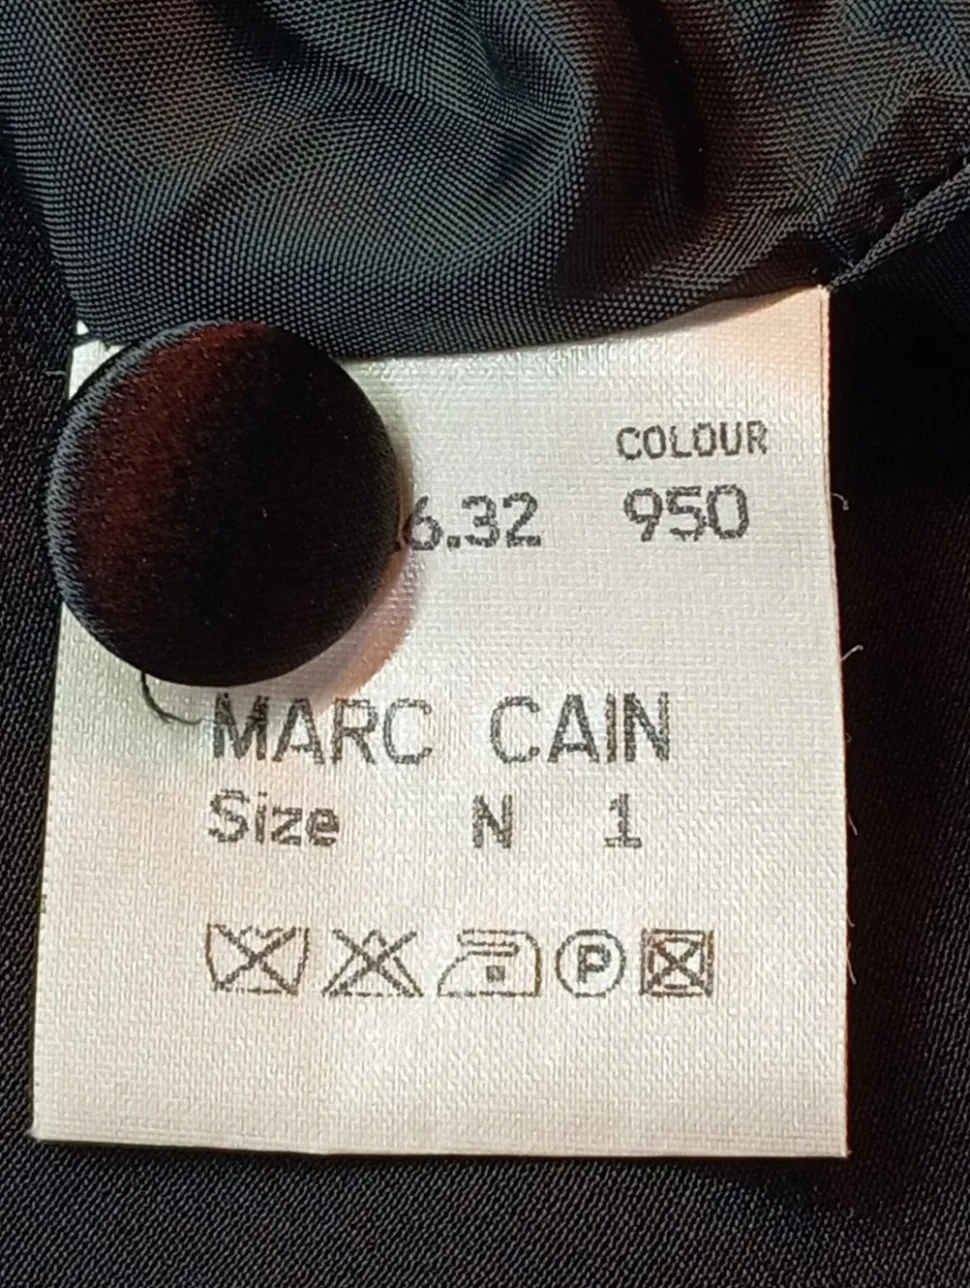 COLOUR
6.32 950
MARC CAIN
Size N 1
P